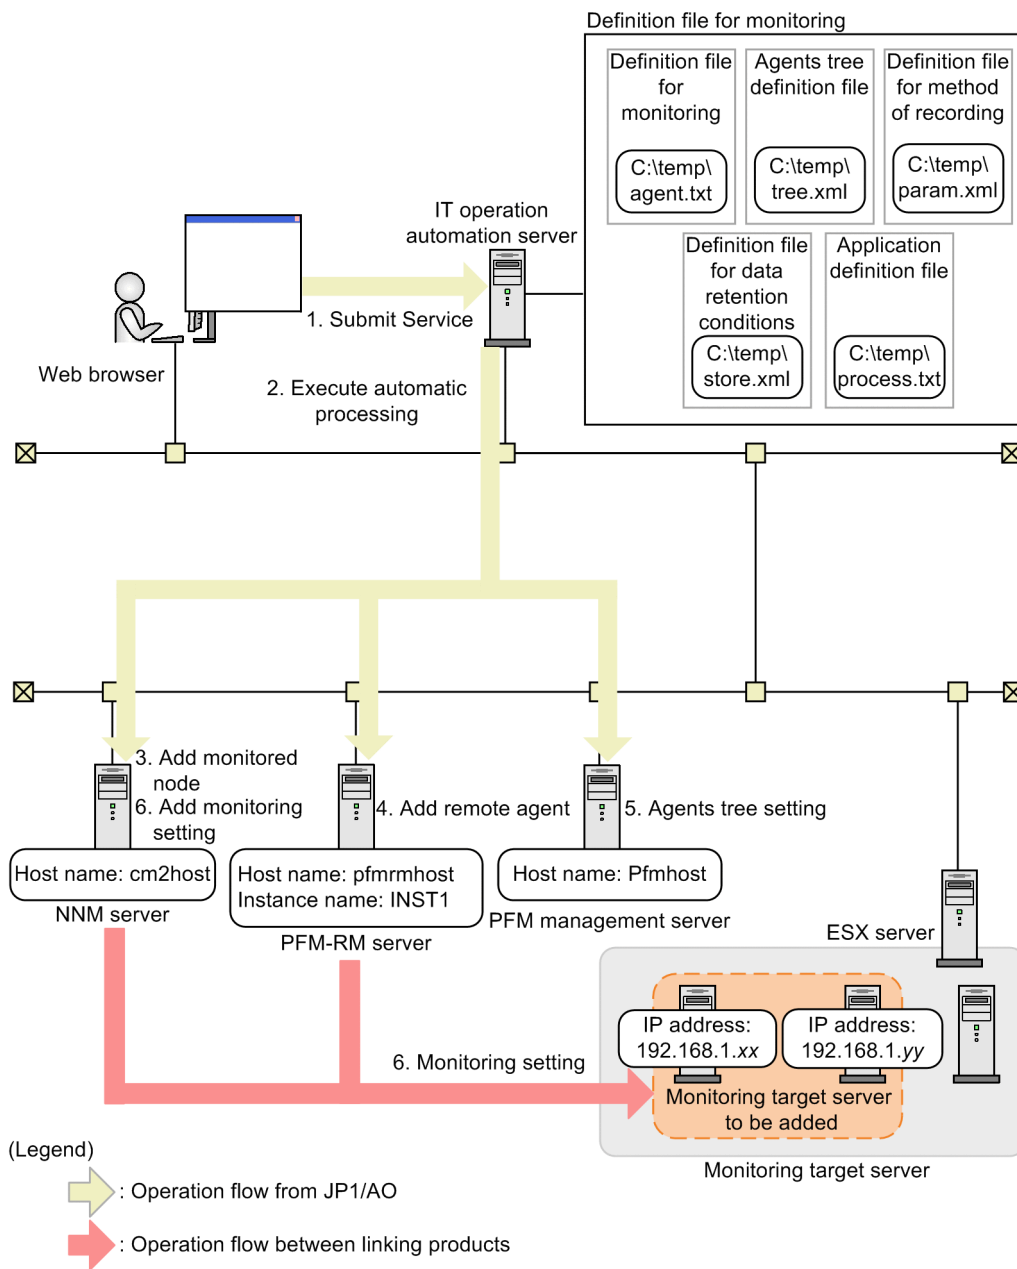 Definition file for monitoring
Definition file
for
monitoring
C:\temp\
agent.txt
Agents tree
definition file
C:\temp\
tree.xml
Definition file
for method
of recording
C:\temp\
param.xml
Definition file
for data
retention
conditions
C:\temp\
store.xml
Application
definition file
C:\temp\
process.txt
IT operation
automation server
1. Submit Service
Web browser
2. Execute automatic
processing
3. Add monitored
node
6. Add monitoring
setting
4. Add remote agent
5. Agents tree setting
Host name: cm2host
NNM server
Host name: pfmrmhost
Instance name: INST1
PFM-RM server
Host name: Pfmhost
PFM management server
ESX server
IP address:
192.168.1.xx
IP address:
192.168.1.yy
6. Monitoring setting
Monitoring target server
to be added
Monitoring target server
(Legend)
: Operation flow from JP1/AO
: Operation flow between linking products